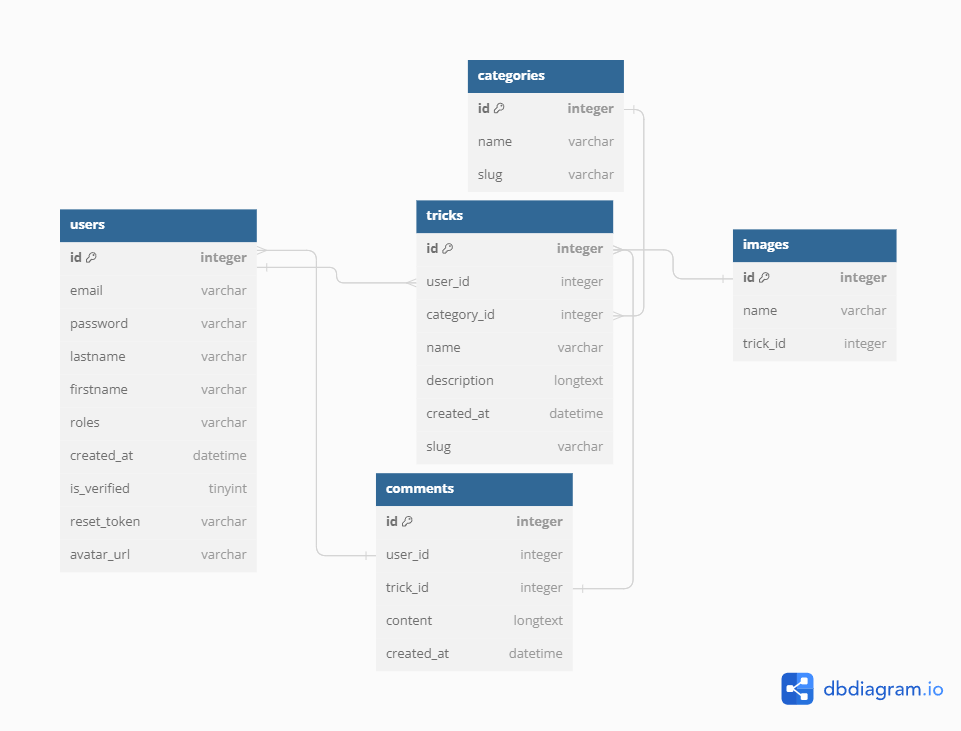 categories
id integer
name varchar
slug varchar
users
id integer
email varchar
password varchar
lastname varchar
firstname varchar
roles varchar
created_at datetime
is_verified tinyint
reset_token varchar
avatar_url varchar
tricks
id integer
user_id integer
category_id integer
name varchar
description longtext
created_at datetime
slug varchar
images
id integer
name varchar
trick_id integer
comments
id integer
user_id integer
trick_id integer
content longtext
created_at datetime
dbdiagram.io